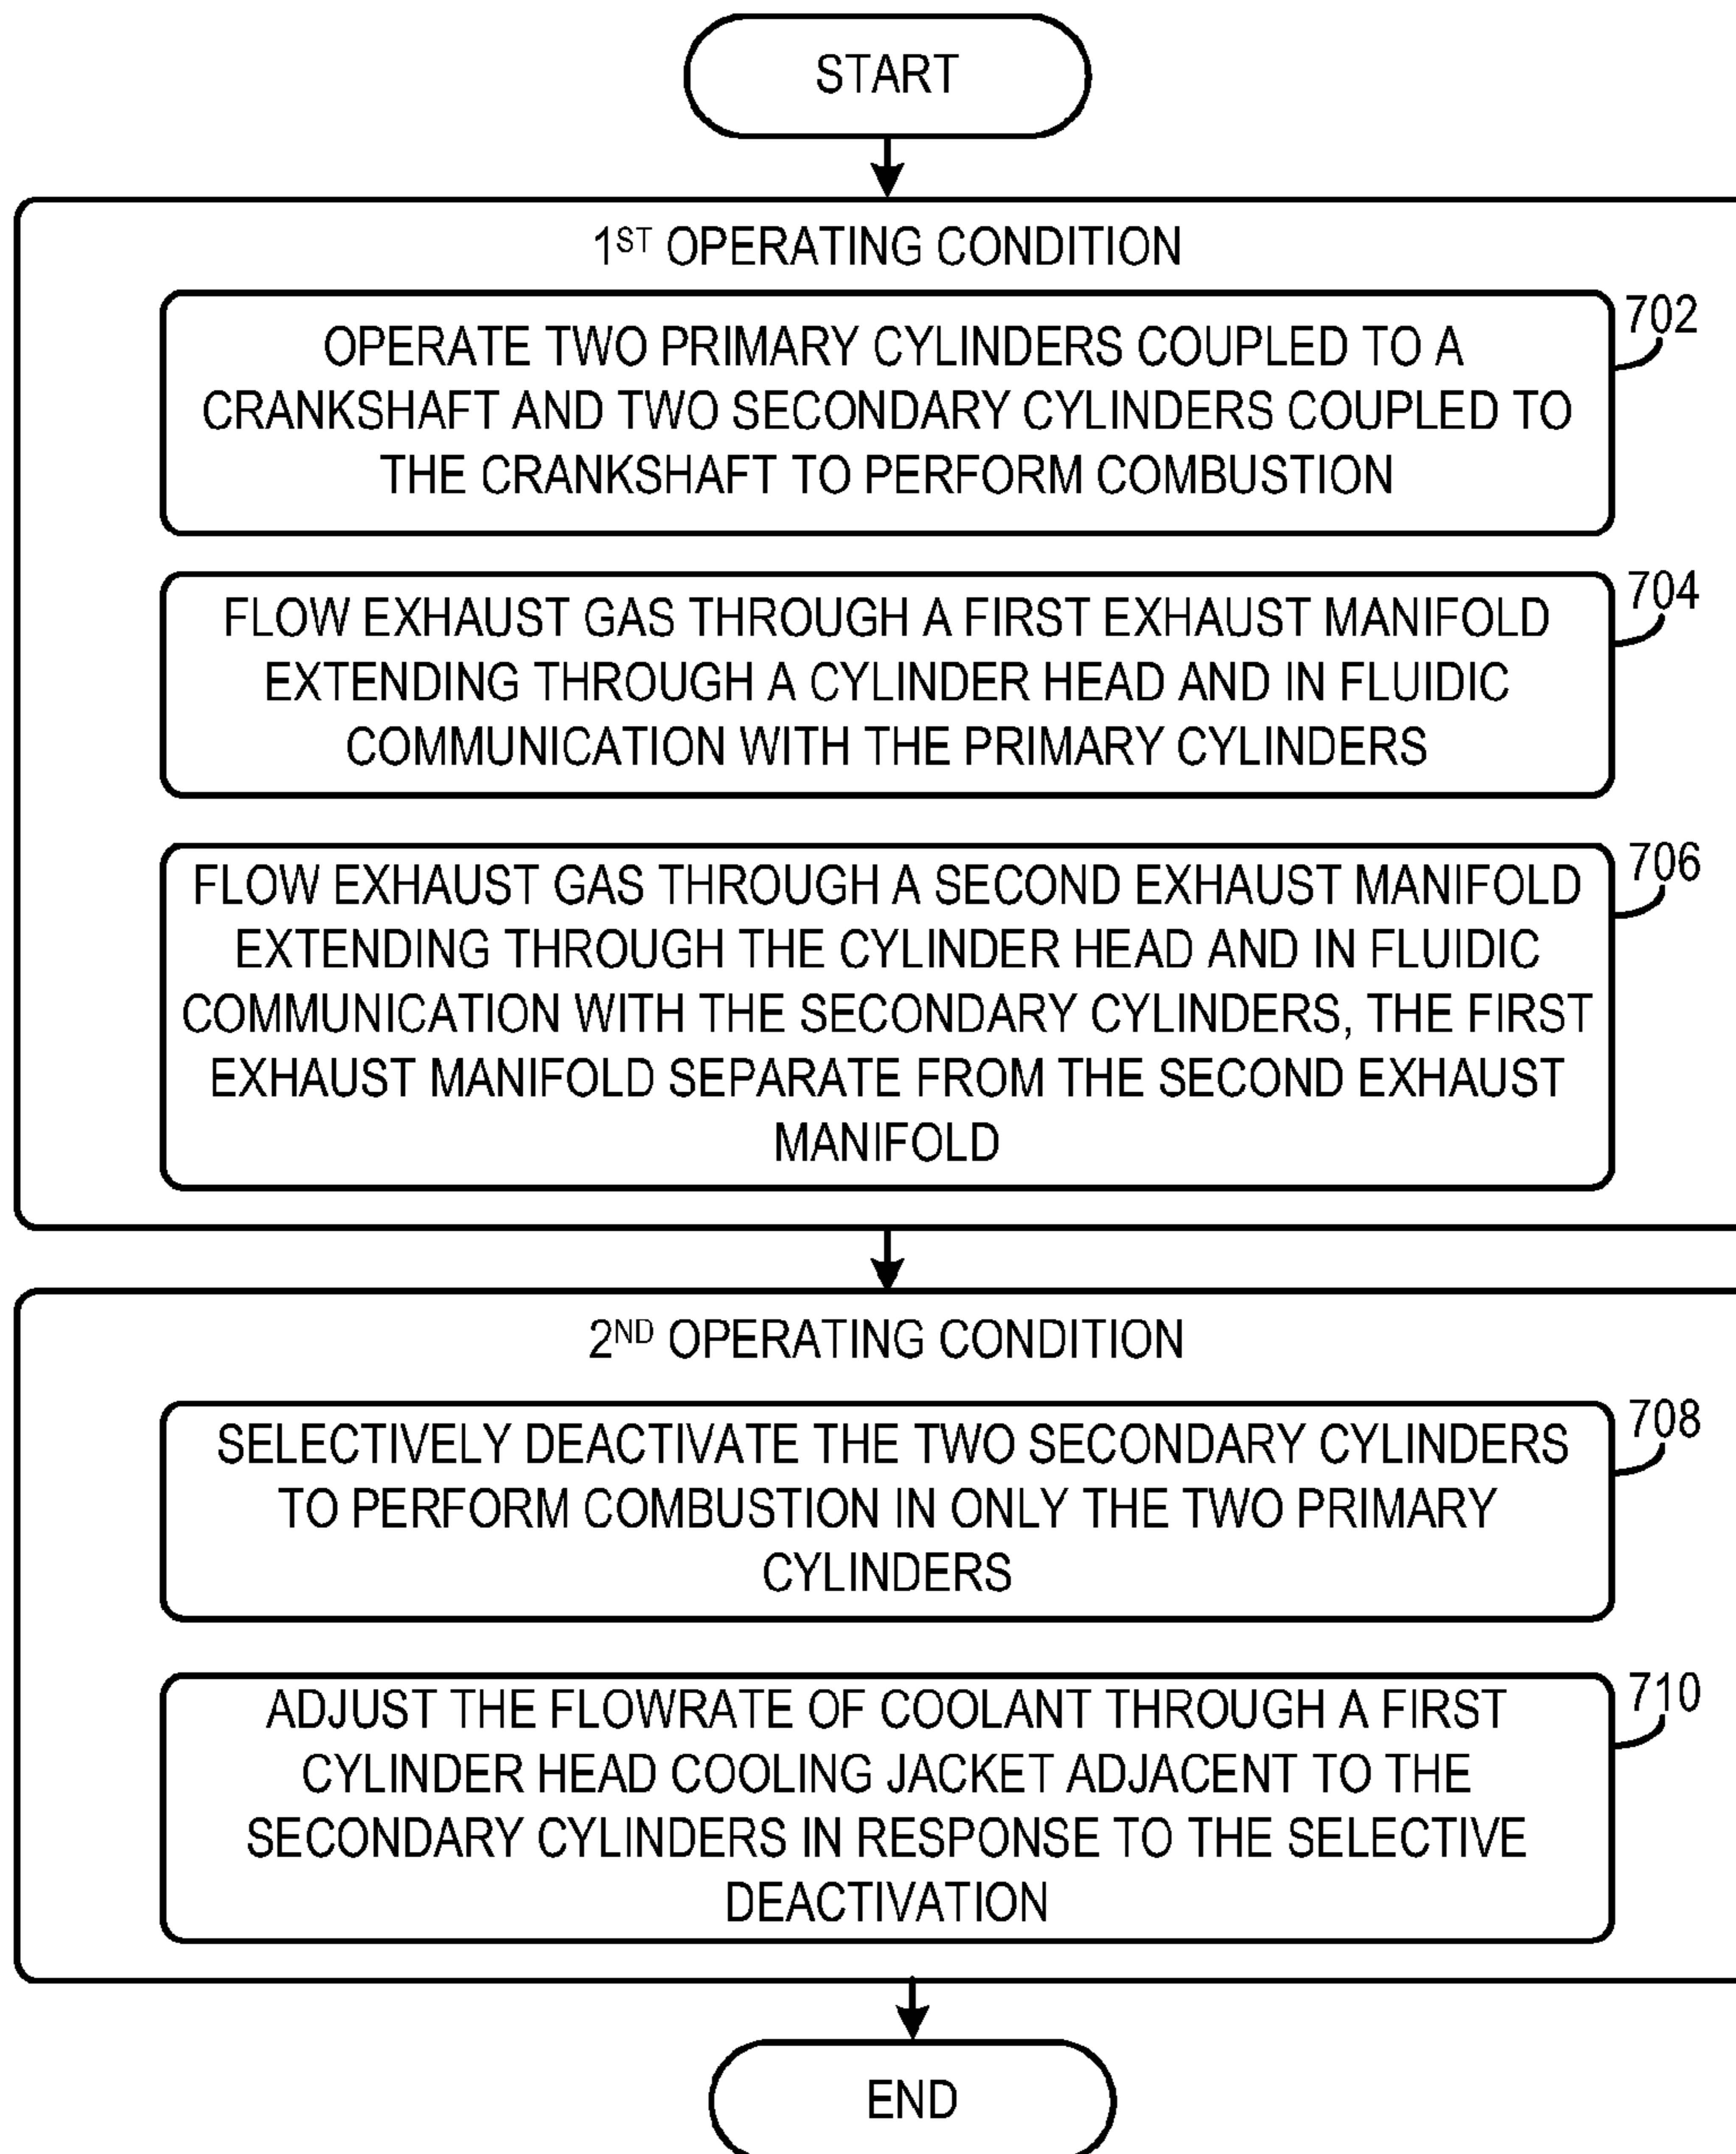 START
1ST OPERATING CONDITION
702
OPERATE TWO PRIMARY CYLINDERS COUPLED TO A
CRANKSHAFT AND TWO SECONDARY CYLINDERS COUPLED TO
THE CRANKSHAFT TO PERFORM COMBUSTION
704
FLOW EXHAUST GAS THROUGH A FIRST EXHAUST MANIFOLD
EXTENDING THROUGH A CYLINDER HEAD AND IN FLUIDIC
COMMUNICATION WITH THE PRIMARY CYLINDERS
706
FLOW EXHAUST GAS THROUGH A SECOND EXHAUST MANIFOLD
EXTENDING THROUGH THE CYLINDER HEAD AND IN FLUIDIC
COMMUNICATION WITH THE SECONDARY CYLINDERS, THE FIRST
EXHAUST MANIFOLD SEPARATE FROM THE SECOND EXHAUST
MANIFOLD
2ND OPERATING CONDITION
708
SELECTIVELY DEACTIVATE THE TWO SECONDARY CYLINDERS
TO PERFORM COMBUSTION IN ONLY THE TWO PRIMARY
CYLINDERS
710
ADJUST THE FLOWRATE OF COOLANT THROUGH A FIRST
CYLINDER HEAD COOLING JACKET ADJACENT TO THE
SECONDARY CYLINDERS IN RESPONSE TO THE SELECTIVE
DEACTIVATION
END